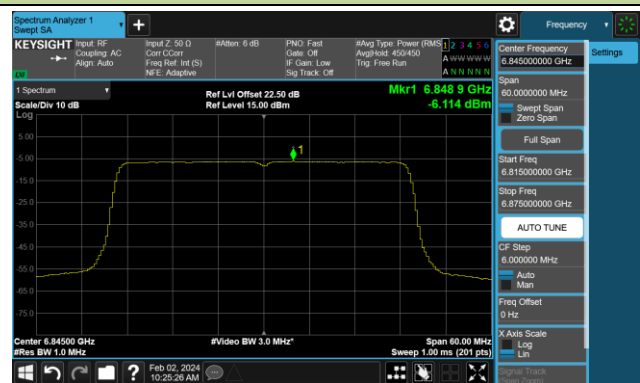 Spectrum Analyzer 1
Swept SA
Frequency
KEYSIGHT
Input: RF
Coupling: AC
Align: Auto
Input Z: 50 Ω
Corr CCorr
Freq Ref: Int (S)
NFE: Adaptive
#Atten: 6 dB
PNO: Fast
Gate: Off
IF Gain: Low
Sig Track: Off
#Avg Type: Power (RMS)
Avg|Hold: 450/450
Trig: Free Run
1 2 3 4 5 6
A WW WW W
A N N N N N
LW
1 Spectrum
Scale/Div 10 dB
Log
Ref Lvl Offset 22.50 dB
Ref Level 15.00 dBm
Mkr1 6.848 9 GHz
-6.114 dBm
1
5.00
-5.00
-15.0
-25.0
-35.0
-45.0
-55.0
-65.0
-75.0
Center 6.84500 GHz
#Res BW 1.0 MHz
#Video BW 3.0 MHz*
Span 60.00 MHz
Sweep 1.00 ms (201 pts)
Center Frequency
6.845000000 GHz
Settings
Span
60.0000000 MHz
Swept Span
Zero Span
Full Span
Start Freq
6.815000000 GHz
Stop Freq
6.875000000 GHz
AUTO TUNE
CF Step
6.000000 MHz
Auto
Man
Freq Offset
0 Hz
X Axis Scale
Log
Lin
Signal Track
Feb 02, 2024
10:25:26 AM